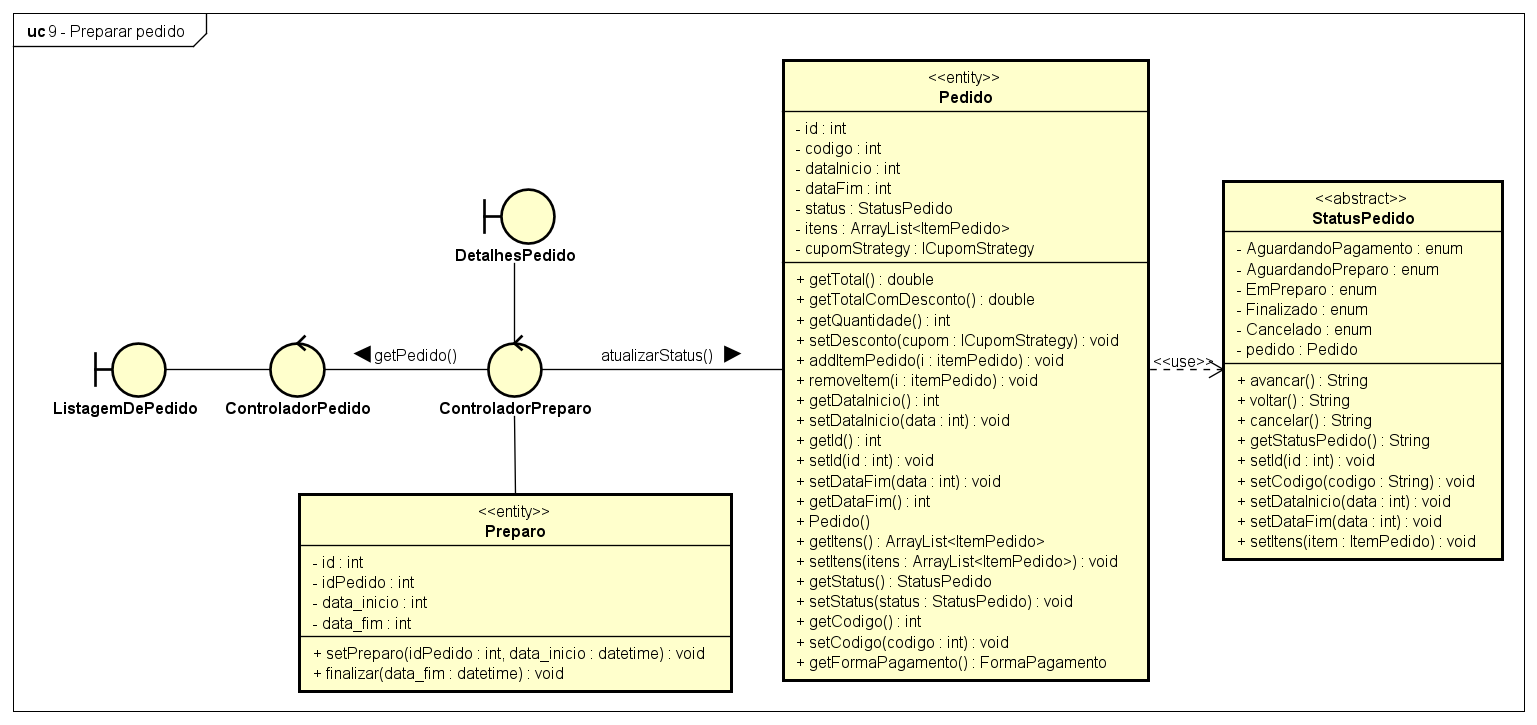 uc 9 - Preparar pedido
DetalhesPedido
ListagemDePedido
ControladorPedido
getPedido()
ControladorPreparo
atualizarStatus()
<<entity>>
Preparo
- id : int
- idPedido : int
- data_inicio : int
- data_fim : int
+ setPreparo(idPedido : int, data_inicio : datetime) : void
+ finalizar(data_fim : datetime) : void
<<entity>>
Pedido
- id : int
- codigo : int
- dataInicio : int
- dataFim : int
- status : StatusPedido
- itens : ArrayList<ItemPedido>
- cupomStrategy : ICupomStrategy
+ getTotal() : double
+ getTotalComDesconto() : double
+ getQuantidade() : int
+ setDesconto(cupom : ICupomStrategy) : void
+ addItemPedido(i : itemPedido) : void
+ removeItem(i : itemPedido) : void
+ getDataInicio() : int
+ setDataInicio(data : int) : void
+ getId() : int
+ setId(id : int) : void
+ setDataFim(data : int) : void
+ getDataFim() : int
+ Pedido()
+ getItens() : ArrayList<ItemPedido>
+ setItens(itens : ArrayList<ItemPedido>) : void
+ getStatus() : StatusPedido
+ setStatus(status : StatusPedido) : void
+ getCodigo() : int
+ setCodigo(codigo : int) : void
+ getFormaPagamento() : FormaPagamento
<<use>>
<<abstract>>
StatusPedido
- AguardandoPagamento : enum
- AguardandoPreparo : enum
- EmPreparo : enum
- Finalizado : enum
- Cancelado : enum
- pedido : Pedido
+ avancar() : String
+ voltar() : String
+ cancelar() : String
+ getStatusPedido() : String
+ setId(id : int) : void
+ setCodigo(codigo : String) : void
+ setDataInicio(data : int) : void
+ setDataFim(data : int) : void
+ setItens(item : ItemPedido) : void